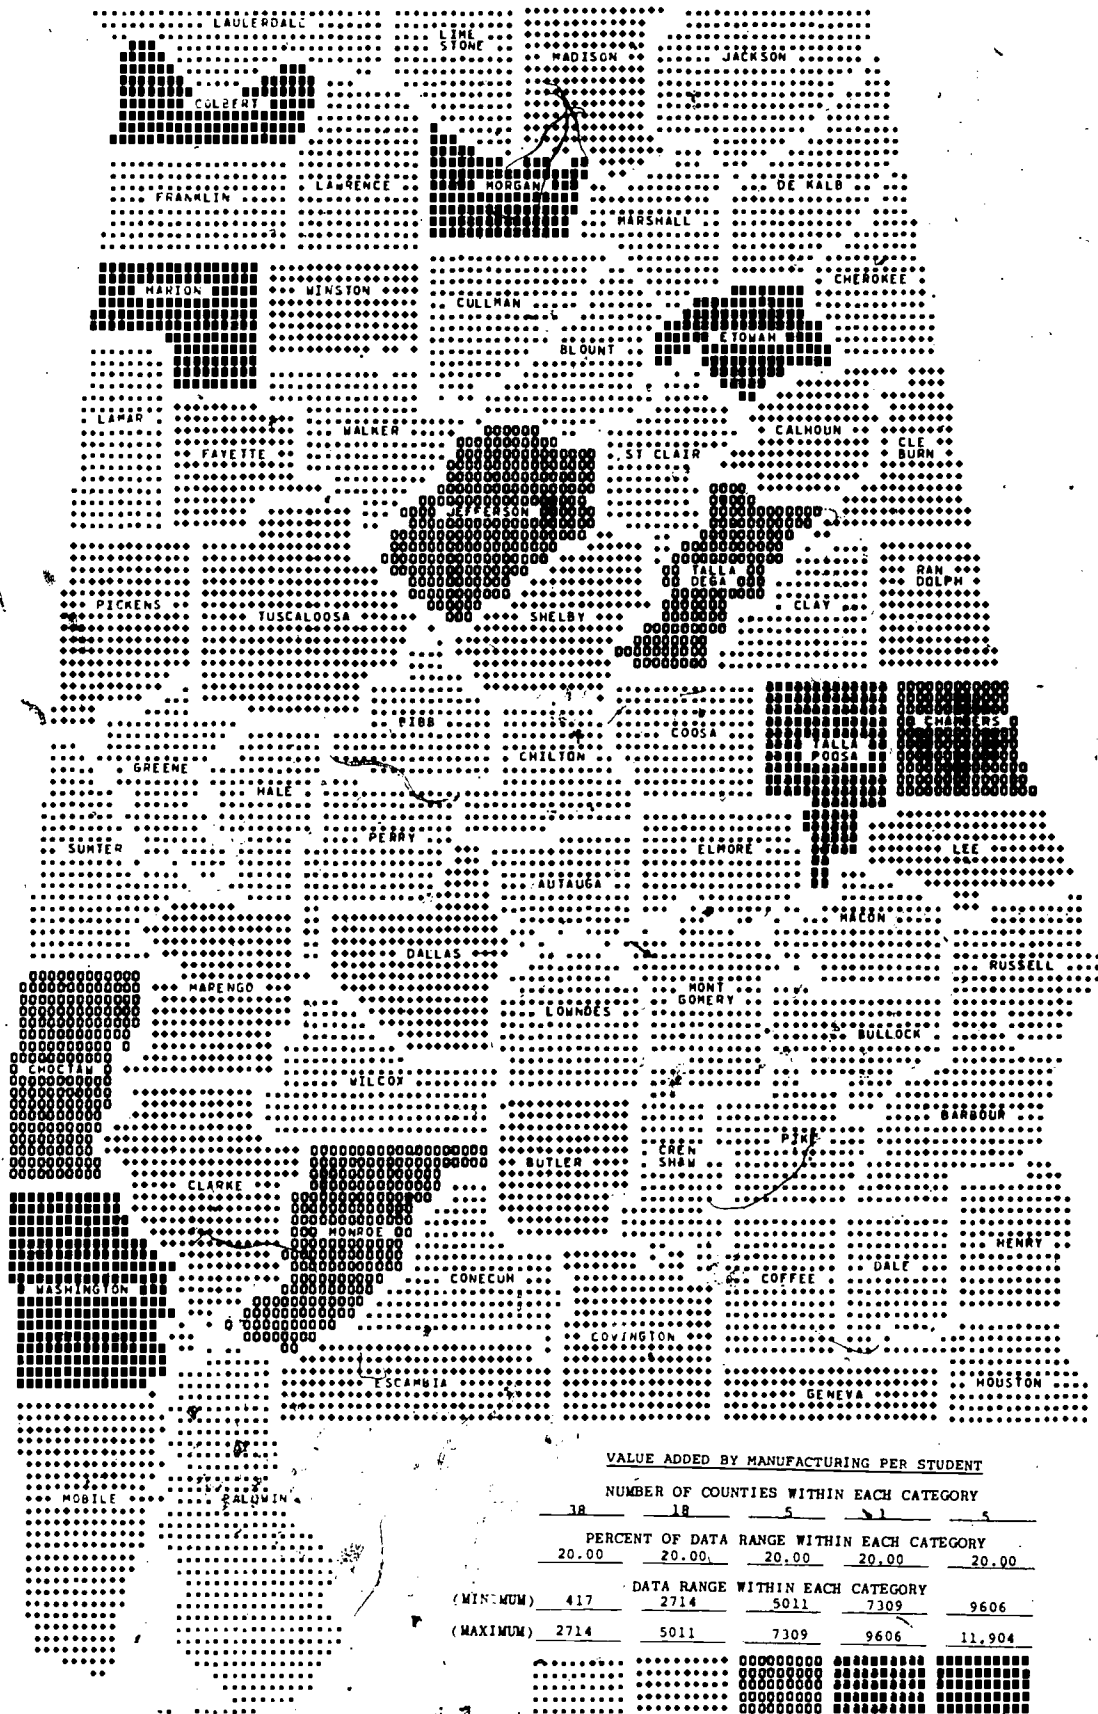 LAUDERDALE
LIME
STONE
MADISON
JACKSON
COLBERT
FRANKLIN
LAWRENCE
MORGAN
DE KALB
MARSHALL
CHEROKEE
MARION
WINSTON
CULLMAN
ETOWAH
BLOUNT
LAMAR
FAYETTE
WALKER
ST CLAIR
CALHOUN
CLE
BURN
JEFFERSON
TALLA
DEGA
RAN
DOLPH
PICKENS
TUSCALOOSA
SHELBY
CLAY
BIBB
CHILTON
COOSA
TALLA
POOSA
CHAMBERS
GREENE
HALE
SUMTER
PERRY
ELMORE
LEE
AUTAUGA
MACON
DALLAS
RUSSELL
MARENGO
LOWNDES
MONT
GOMERY
BULLOCK
CHOCTAW
WILCOX
BARBOUR
BUTLER
CREN
SHAW
PIKE
CLARKE
MONROE
HENRY
WASHINGTON
CONECUH
COFFEE
DALE
COVINGTON
ESCAMBIA
GENEVA
HOUSTON
MOBILE
BALDWIN
VALUE ADDED BY MANUFACTURING PER STUDENT
NUMBER OF COUNTIES WITHIN EACH CATEGORY
38 18 5 1 5
PERCENT OF DATA RANGE WITHIN EACH CATEGORY
20.00 20.00 20.00 20.00 20.00
DATA RANGE WITHIN EACH CATEGORY
(MINIMUM) 417 2714 5011 7309 9606
(MAXIMUM) 2714 5011 7309 9606 11,904